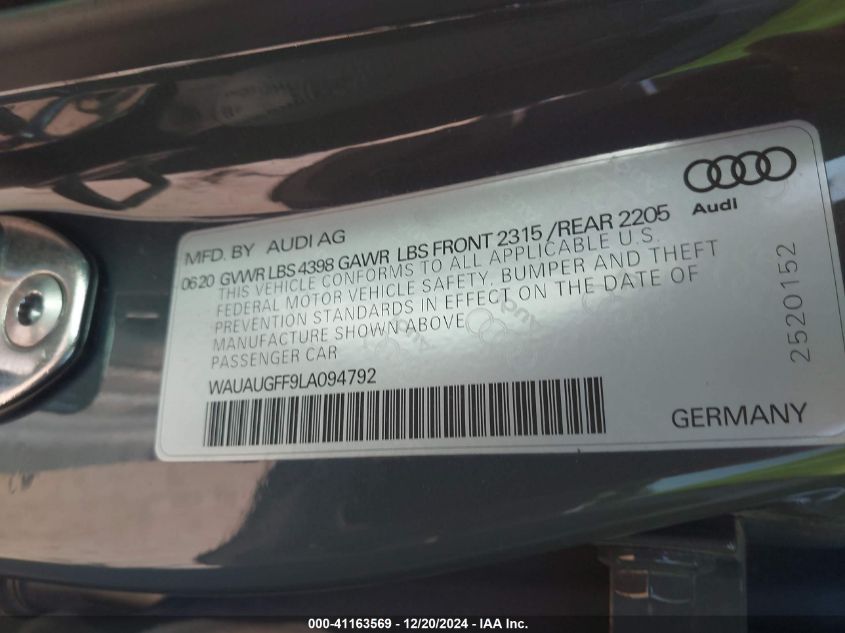 Audi
MFD. BY AUDI AG
0620 GVWR LBS 4398 GAWR LBS FRONT 2315 /REAR 2205
THIS VEHICLE CONFORMS TO ALL APPLICABLE U.S.
FEDERAL MOTOR VEHICLE SAFETY, BUMPER AND THEFT
PREVENTION STANDARDS IN EFFECT ON THE DATE OF
MANUFACTURE SHOWN ABOVE
PASSENGER CAR
WAUAUGFF9LA094792
GERMANY
2520152
000-41163569 - 12/20/2024 - IAA Inc.